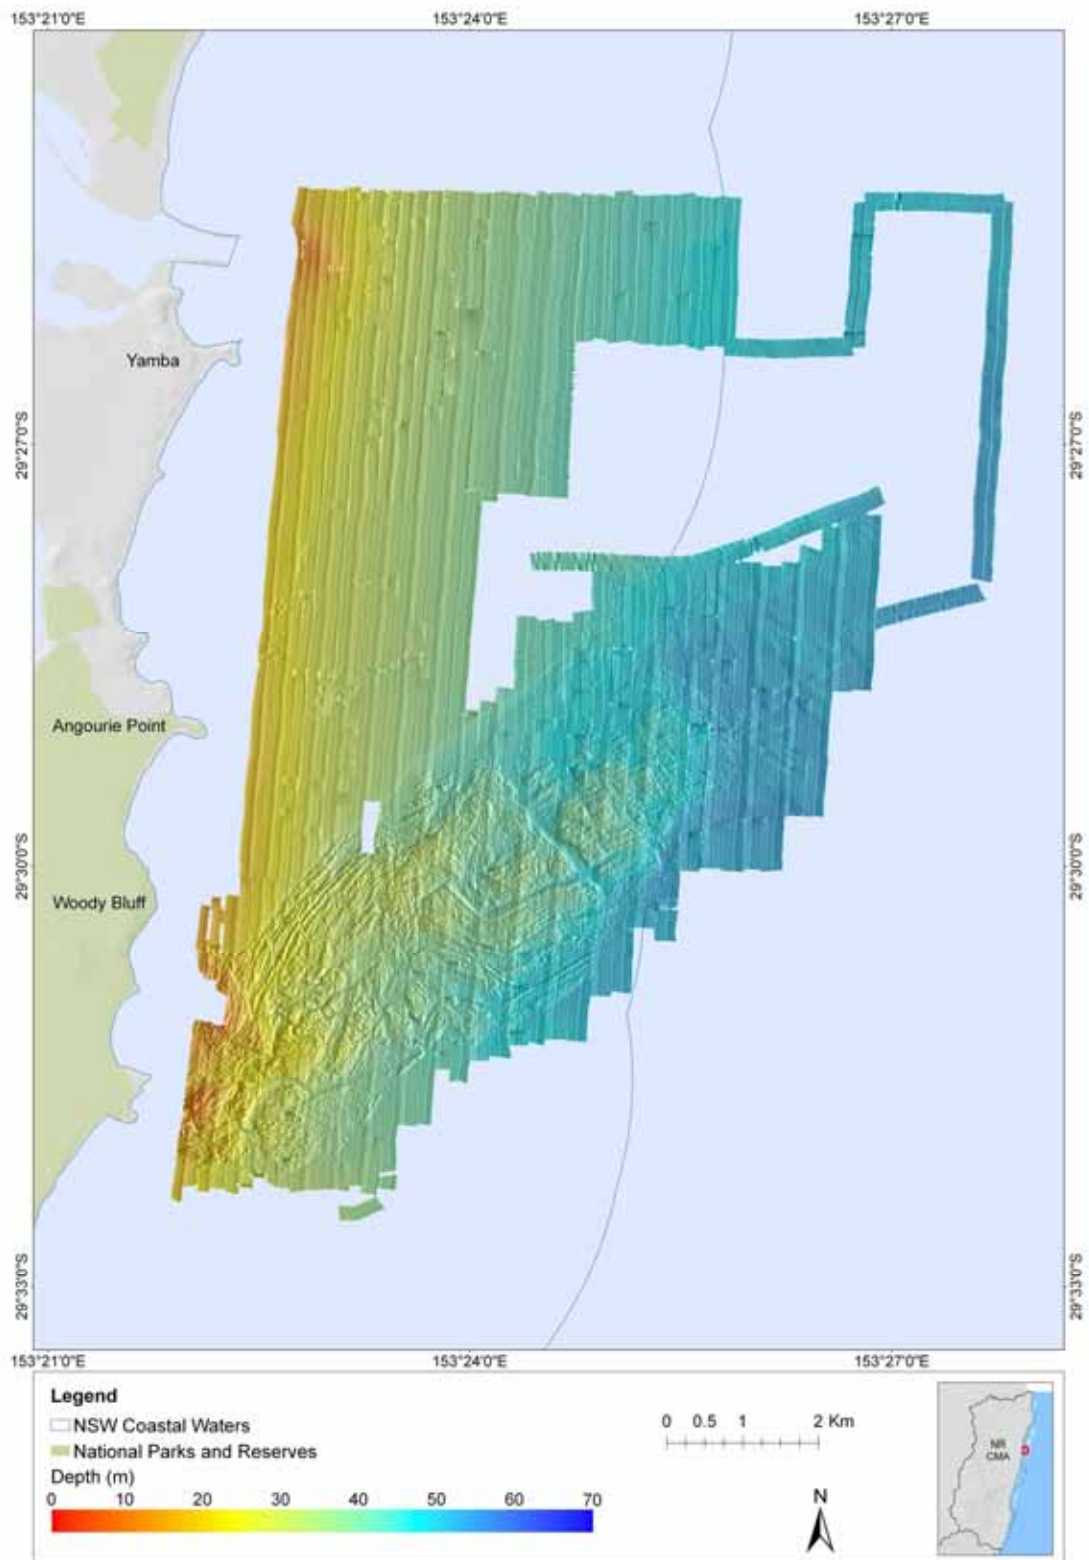 153°21'0"E 153°24'0"E 153°27'0"E
Yamba
29°27'0"S 29°27'0"S
Angourie Point
29°30'0"S 29°30'0"S
Woody Bluff
29°33'0"S 29°33'0"S
153°21'0"E 153°24'0"E 153°27'0"E
Legend
NSW Coastal Waters
National Parks and Reserves
Depth (m)
0 10 20 30 40 50 60 70
0 0.5 1 2 Km
N
NR
CMA